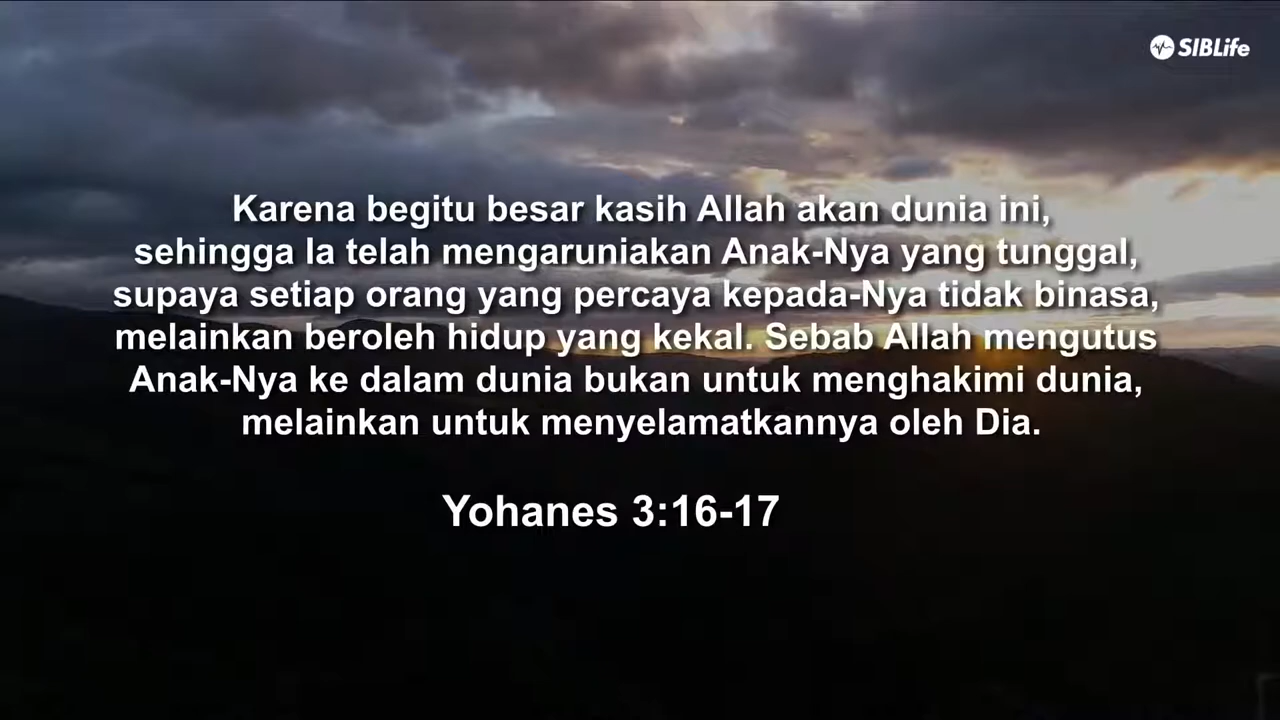 SIBLife
Karena begitu besar kasih Allah akan dunia ini,
sehingga Ia telah mengaruniakan Anak-Nya yang tunggal,
supaya setiap orang yang percaya kepada-Nya tidak binasa,
melainkan beroleh hidup yang kekal. Sebab Allah mengutus
Anak-Nya ke dalam dunia bukan untuk menghakimi dunia,
melainkan untuk menyelamatkannya oleh Dia.
Yohanes 3:16-17